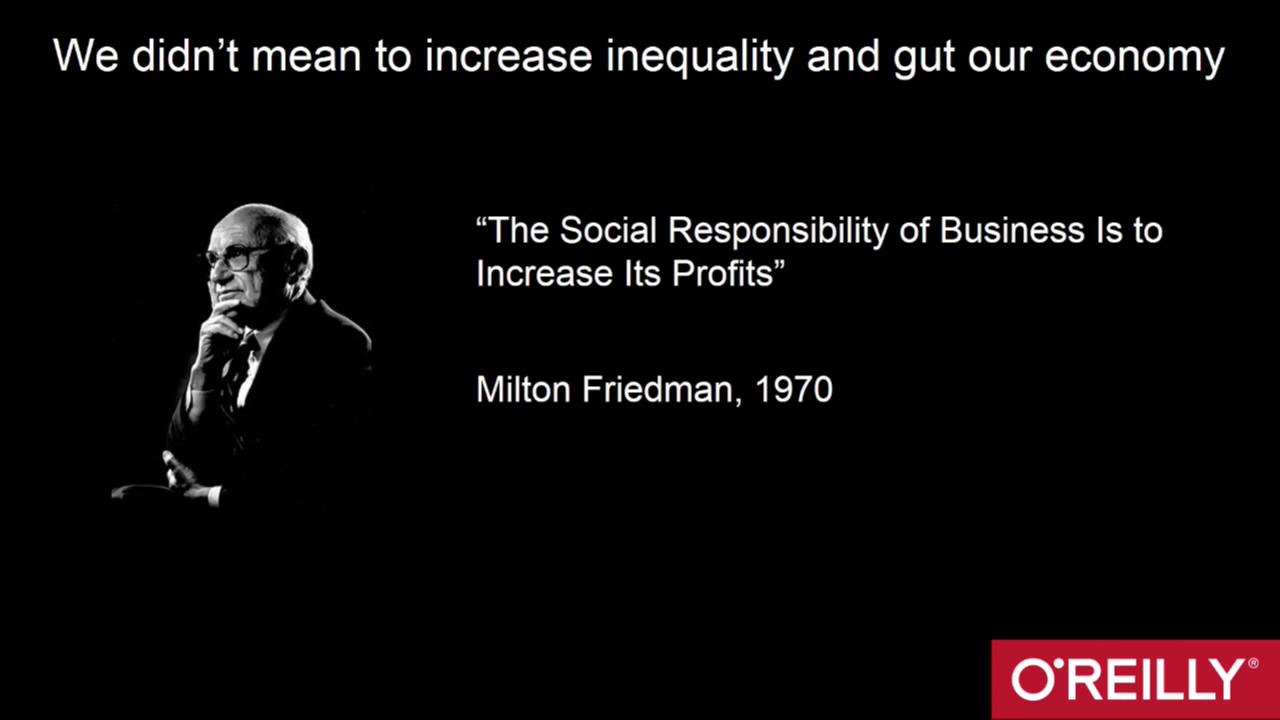 We didn’t mean to increase inequality and gut our economy
“The Social Responsibility of Business Is to
Increase Its Profits”
Milton Friedman, 1970
O'REILLY®